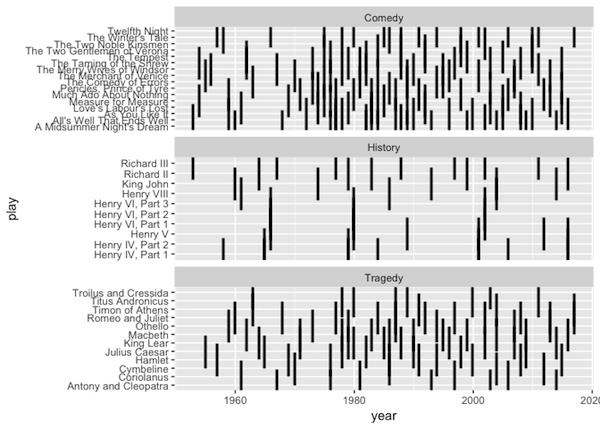 Comedy
Twelfth Night
The Winter's Tale
The Two Noble Kinsmen
The Two Gentlemen of Verona
The Tempest
The Taming of the Shrew
The Merry Wives of Windsor
The Merchant of Venice
The Comedy of Errors
Pericles, Prince of Tyre
Much Ado About Nothing
Measure for Measure
Love's Labour's Lost
As You Like It
All's Well That Ends Well
A Midsummer Night's Dream
History
Richard III
Richard II
King John
Henry VIII
Henry VI, Part 3
Henry VI, Part 2
Henry VI, Part 1
Henry V
Henry IV, Part 2
Henry IV, Part 1
play
Tragedy
Troilus and Cressida
Titus Andronicus
Timon of Athens
Romeo and Juliet
Othello
Macbeth
King Lear
Julius Caesar
Hamlet
Cymbeline
Coriolanus
Antony and Cleopatra
1960 1980 2000 2020
year